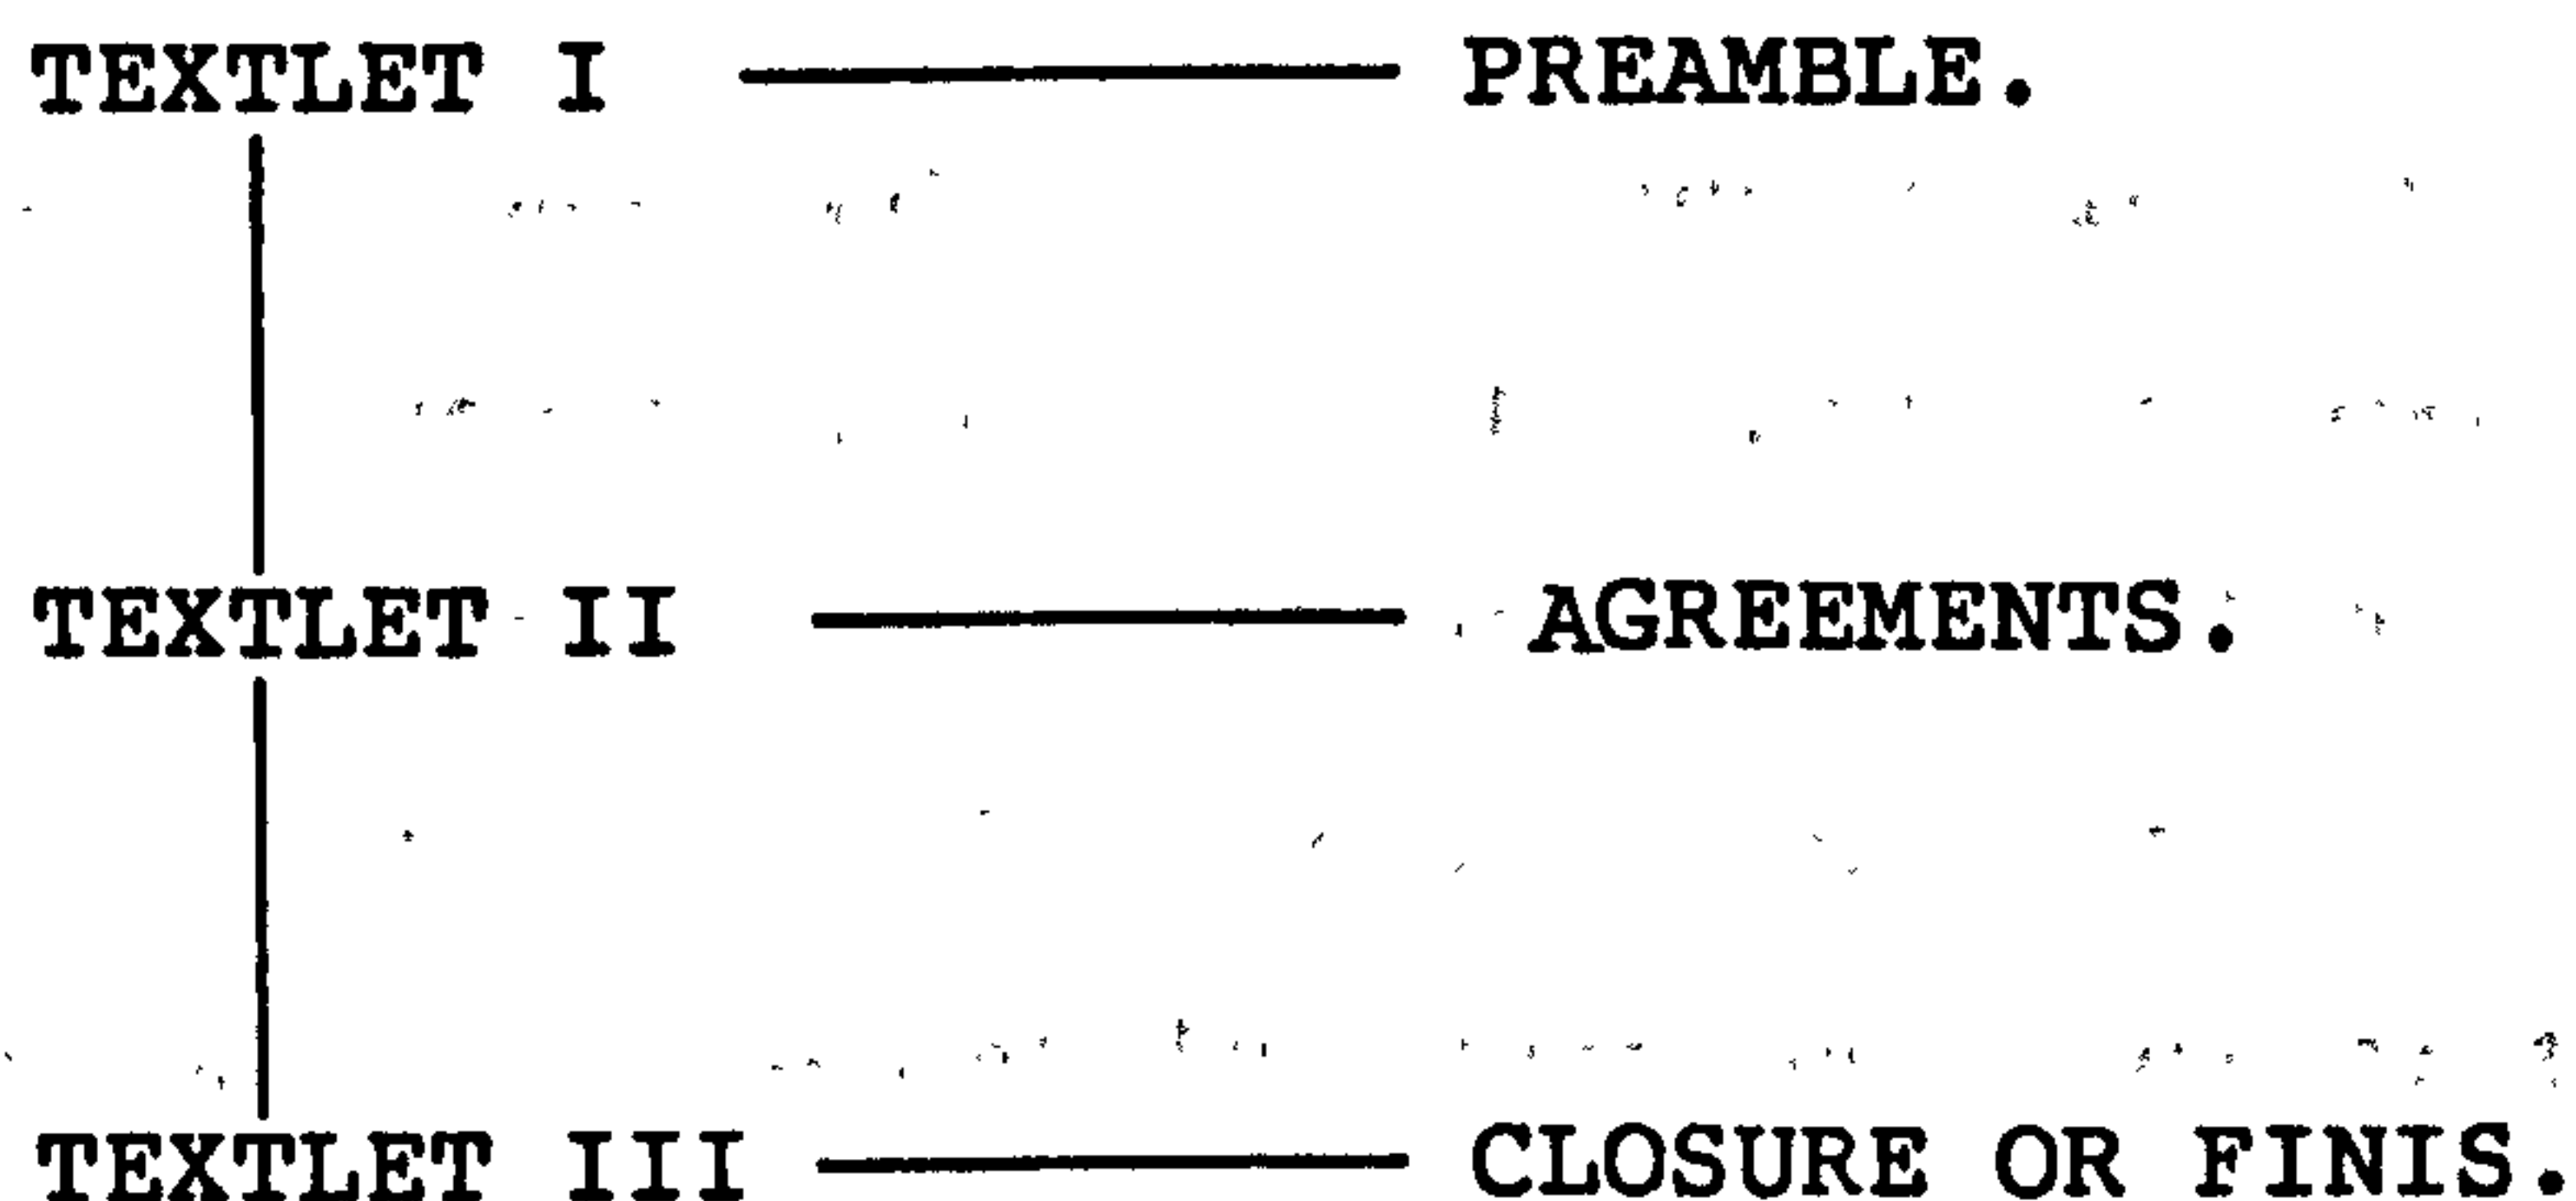 TEXTLET I PREAMBLE.
TEXTLET II AGREEMENTS.
TEXTLET III CLOSURE OR FINIS.